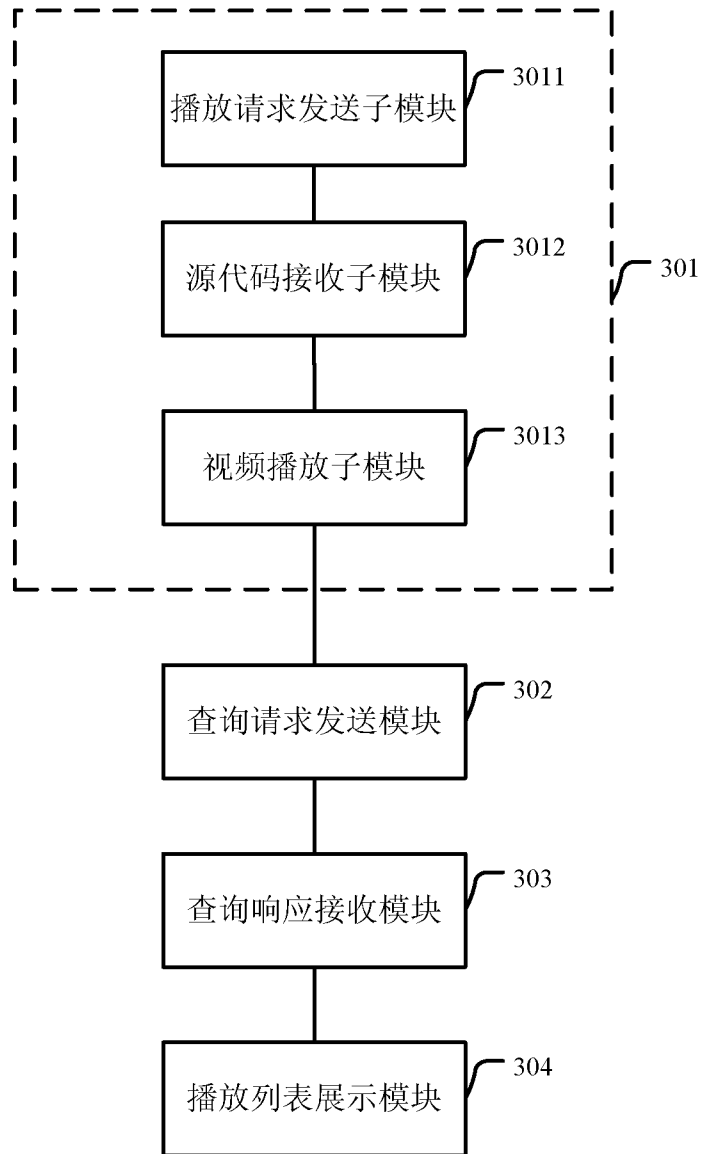 播放请求发送子模块
3011
源代码接收子模块
3012
301
视频播放子模块
3013
查询请求发送模块
302
查询响应接收模块
303
播放列表展示模块
304